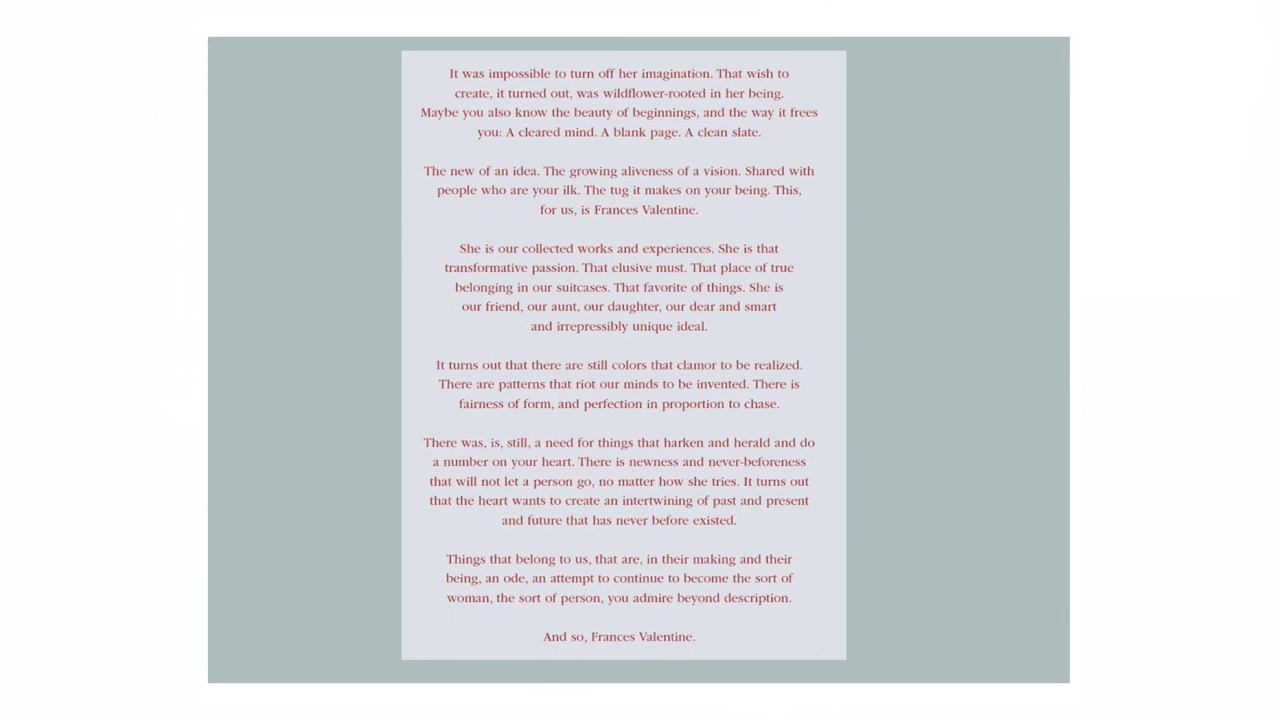 It was impossible to turn off her imagination. That wish to
create, it turned out, was wildflower-rooted in her being.
Maybe you also know the beauty of beginnings, and the way it frees
you: A cleared mind. A blank page. A clean slate.
The new of an idea. The growing aliveness of a vision. Shared with
people who are your ilk. The tug it makes on your being. This,
for us, is Frances Valentine.
She is our collected works and experiences. She is that
transformative passion. That elusive must. That place of true
belonging in our suitcases. That favorite of things. She is
our friend, our aunt, our daughter, our dear and smart
and irrepressibly unique ideal.
It turns out that there are still colors that clamor to be realized.
There are patterns that riot our minds to be invented. There is
fairness of form, and perfection in proportion to chase.
There was, is, still, a need for things that harken and herald and do
a number on your heart. There is newness and never-beforeness
that will not let a person go, no matter how she tries. It turns out
that the heart wants to create an intertwining of past and present
and future that has never before existed.
Things that belong to us, that are, in their making and their
being, an ode, an attempt to continue to become the sort of
woman, the sort of person, you admire beyond description.
And so, Frances Valentine.